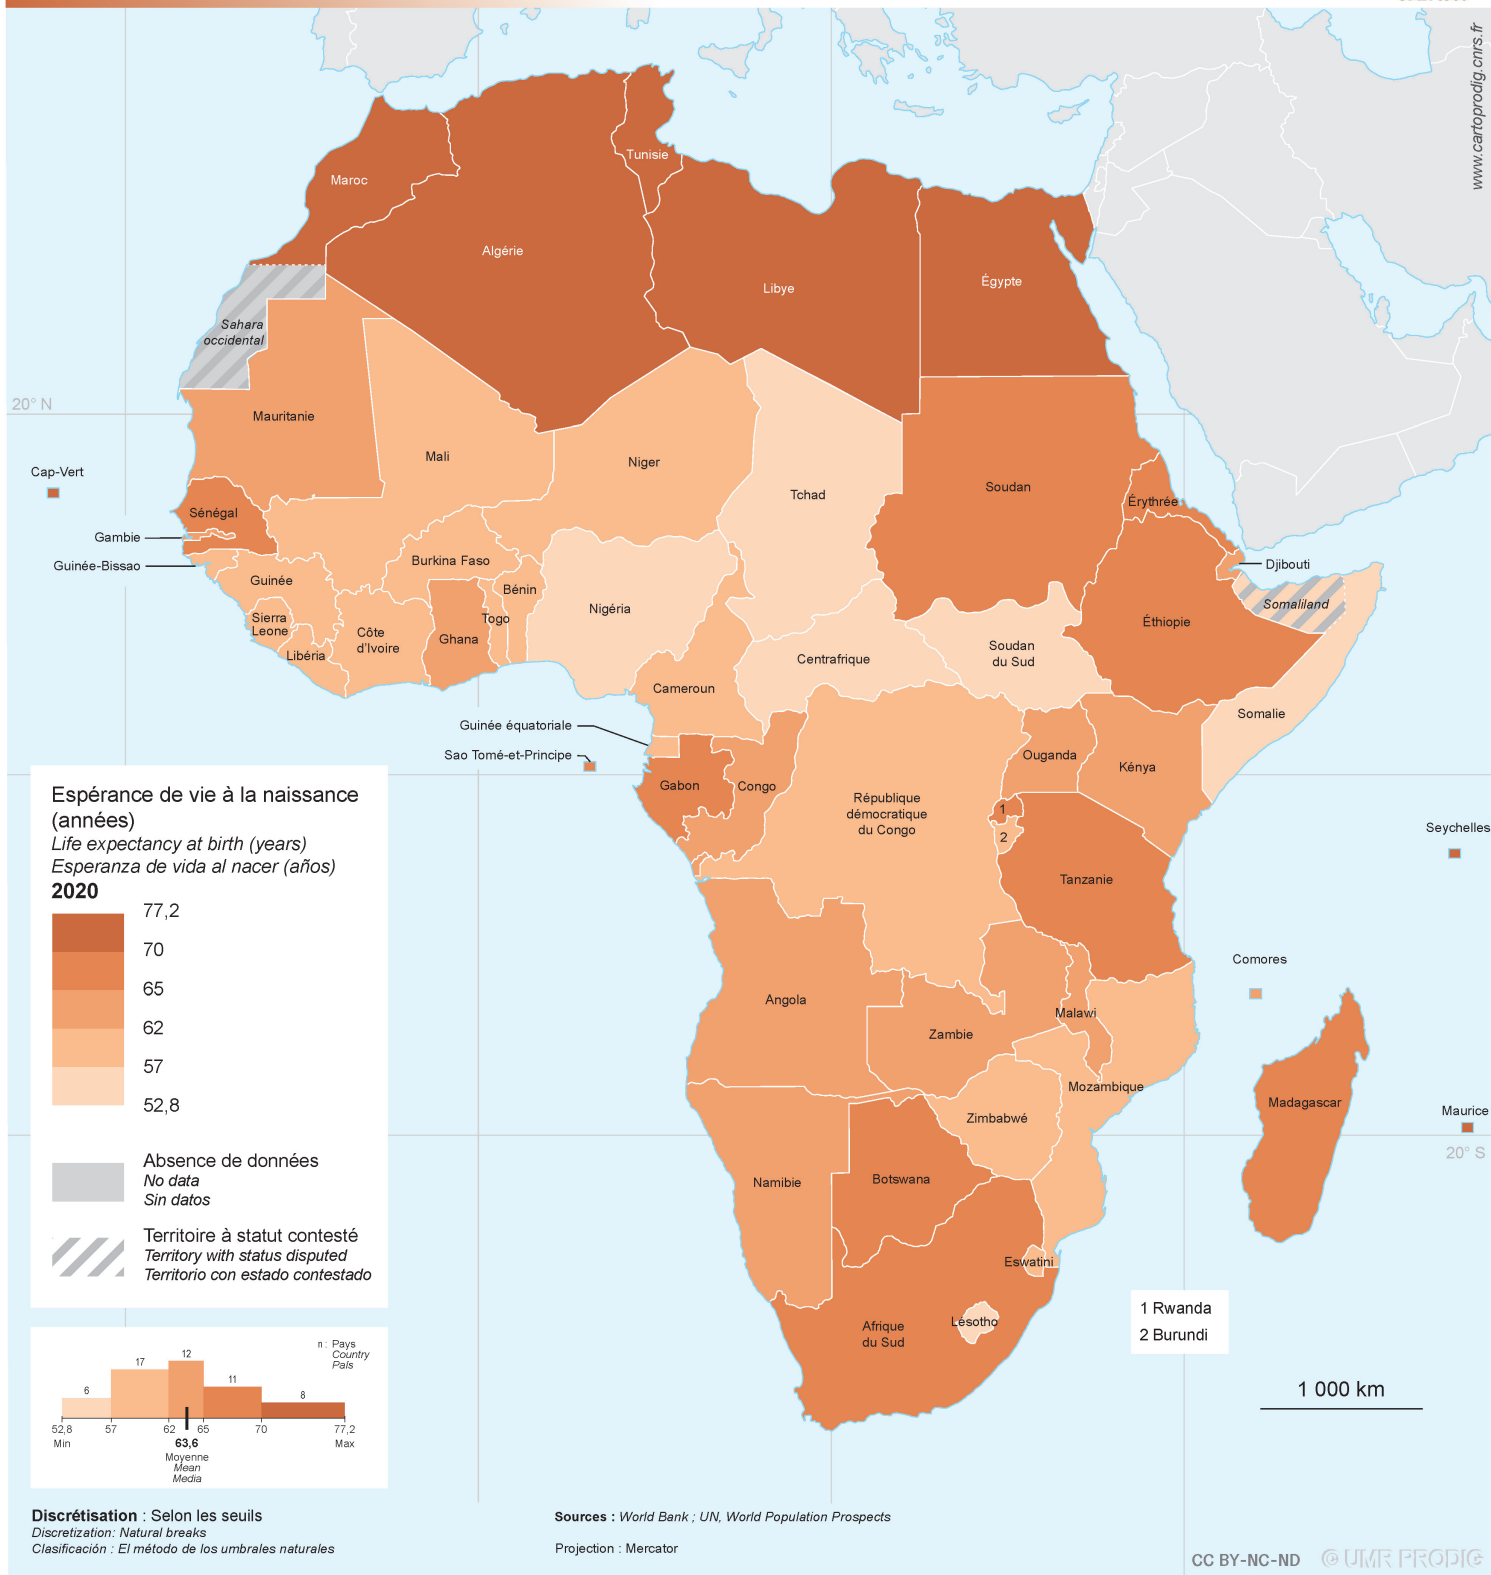 www.cartoprodig.cnrs.fr
Maroc
Tunisie
Algérie
Libye
Égypte
Sahara
occidental
20° N
Mauritanie
Mali
Niger
Tchad
Soudan
Érythrée
Cap-Vert
Sénégal
Gambie
Guinée-Bissao
Guinée
Burkina Faso
Bénin
Djibouti
Sierra
Leone
Côte
d'Ivoire
Togo
Ghana
Nigéria
Somaliland
Éthiopie
Libéria
Centrafrique
Soudan
du Sud
Cameroun
Somalie
Guinée équatoriale
Sao Tomé-et-Principe
Gabon
Congo
Ouganda
Kénya
République
démocratique
du Congo
1
2
Seychelles
Tanzanie
Comores
Angola
Malawi
Zambie
Mozambique
Zimbabwé
Madagascar
Maurice
20° S
Namibie
Botswana
Eswatini
Lésotho
Afrique
du Sud
1 Rwanda
2 Burundi
1 000 km
Espérance de vie à la naissance
(années)
Life expectancy at birth (years)
Esperanza de vida al nacer (años)
2020
77,2
70
65
62
57
52,8
Absence de données
No data
Sin datos
Territoire à statut contesté
Territory with status disputed
Territorio con estado contestado
n : Pays
Country
País
6
17
12
11
8
52,8
57
62
65
70
77,2
Min
63,6
Max
Moyenne
Mean
Media
Discrétisation : Selon les seuils
Discretization: Natural breaks
Clasificación : El método de los umbrales naturales
Sources : World Bank ; UN, World Population Prospects
Projection : Mercator
CC BY-NC-ND
© UMR PRODIG